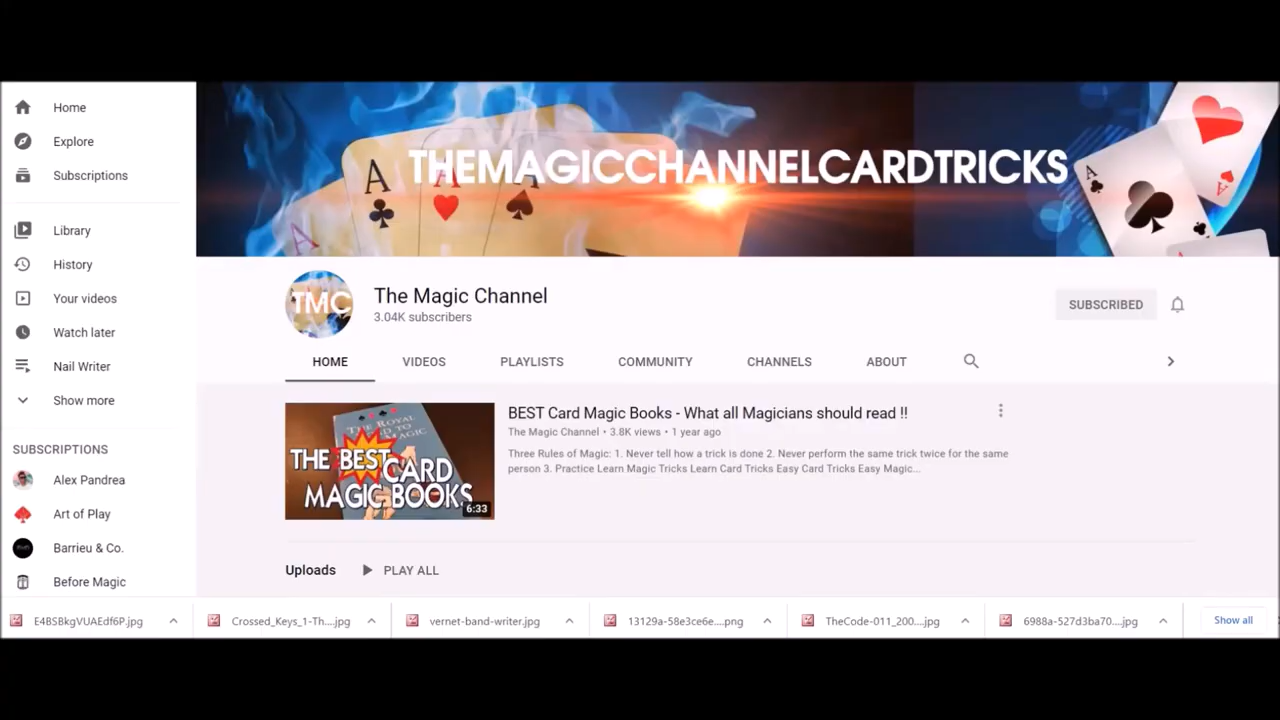 Home
Explore
Subscriptions
Library
History
Your videos
Watch later
Nail Writer
Show more
SUBSCRIPTIONS
Alex Pandrea
Art of Play
Barrieu & Co.
Before Magic
THEMAGICCHANNELCARDTRICKS
A
A
A
A
A
A
TMC
The Magic Channel
3.04K subscribers
SUBSCRIBED
HOME VIDEOS PLAYLISTS COMMUNITY CHANNELS ABOUT
THE ROYAL
ROAD TO
MAGIC
THE BEST CARD
MAGIC BOOKS
6:33
BEST Card Magic Books - What all Magicians should read !!
The Magic Channel • 3.8K views • 1 year ago
Three Rules of Magic: 1. Never tell how a trick is done 2. Never perform the same trick twice for the same
person 3. Practice Learn Magic Tricks Learn Card Tricks Easy Card Tricks Easy Magic...
Uploads PLAY ALL
E4BSBkgVUAEdf6P.jpg Crossed_Keys_1-Th....jpg vernet-band-writer.jpg 13129a-58e3ce6e....png TheCode-011_200....jpg 6988a-527d3ba70....jpg Show all